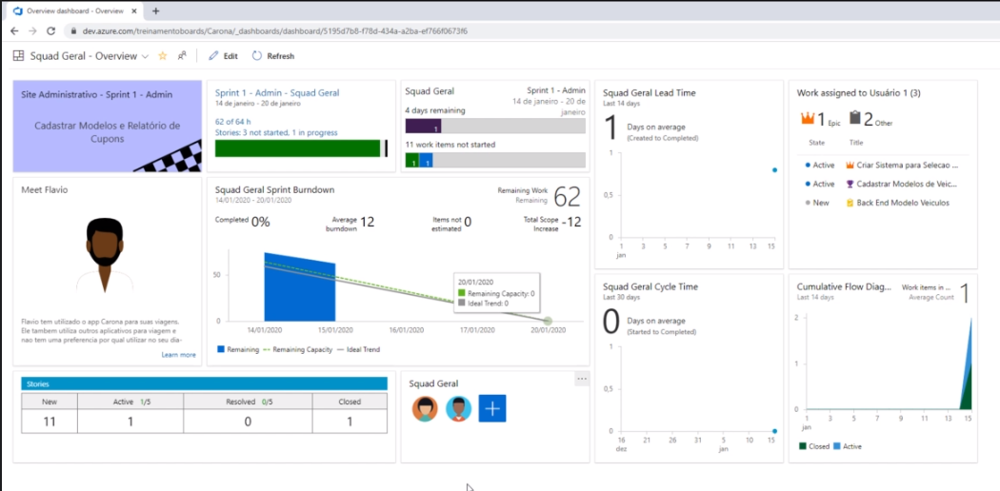 Overview dashboard - Overview
dev.azure.com/treinamentoboards/Carona/_dashboards/dashboard/5195d7b8-f78d-434a-a2ba-ef766f0673f6
Squad Geral - Overview
Edit
Refresh
Site Administrativo - Sprint 1 - Admin
Cadastrar Modelos e Relatório de
Cupons
Sprint 1 - Admin - Squad Geral
14 de janeiro - 20 de janeiro
62 of 64 h
Stories: 3 not started, 1 in progress
Squad Geral
Sprint 1 - Admin
14 de janeiro - 20 de
janeiro
4 days remaining
1
11 work items not started
1 1
Squad Geral Lead Time
Last 14 days
1 Days on average
(Created to Completed)
1
0,5
0
1 3 5 7 9 11 13 15
jan
Work assigned to Usuário 1 (3)
1 Epic 2 Other
State Title
Active Criar Sistema para Selecao ...
Active Cadastrar Modelos de Veic...
New Back End Modelo Veiculos
Meet Flavio
Flavio tem utilizado o app Carona para suas viagens.
Ele tambem utiliza outros aplicativos para viagem e
nao tem uma preferencia por qual utilizar no seu dia-
Learn more
Squad Geral Sprint Burndown
14/01/2020 - 20/01/2020
Remaining Work
Remaining
62
Completed 0%
Average
burndown
12
Items not
estimated
0
Total Scope
Increase
-12
50
0
20/01/2020
Remaining Capacity: 0
Ideal Trend: 0
14/01/2020 15/01/2020 16/01/2020 17/01/2020 20/01/2020
Remaining Remaining Capacity Ideal Trend
Squad Geral Cycle Time
Last 30 days
0 Days on average
(Started to Completed)
1
0,5
0
16 21 26 31 5 10 15
dez jan
Cumulative Flow Diag...
Last 14 days
Work items in ...
Average Count
1
2
1
0
1 3 5 7 9 11 15
jan
Closed Active
Stories
New Active 1/5 Resolved 0/5 Closed
11 1 0 1
Squad Geral